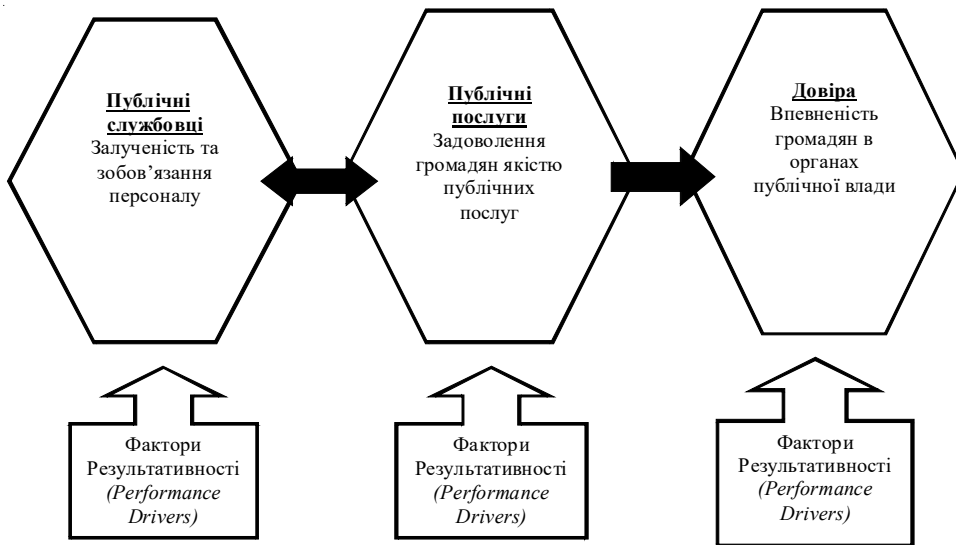 Публічні
службовці
Залученість та
зобов’язання
персоналу
Публічні
послуги
Задоволення
громадян якістю
публічних
послуг
Довіра
Впевненість
громадян в
органах
публічної влади
Фактори
Результативності
(Performance
Drivers)
Фактори
Результативності
(Performance
Drivers)
Фактори
Результативності
(Performance
Drivers)